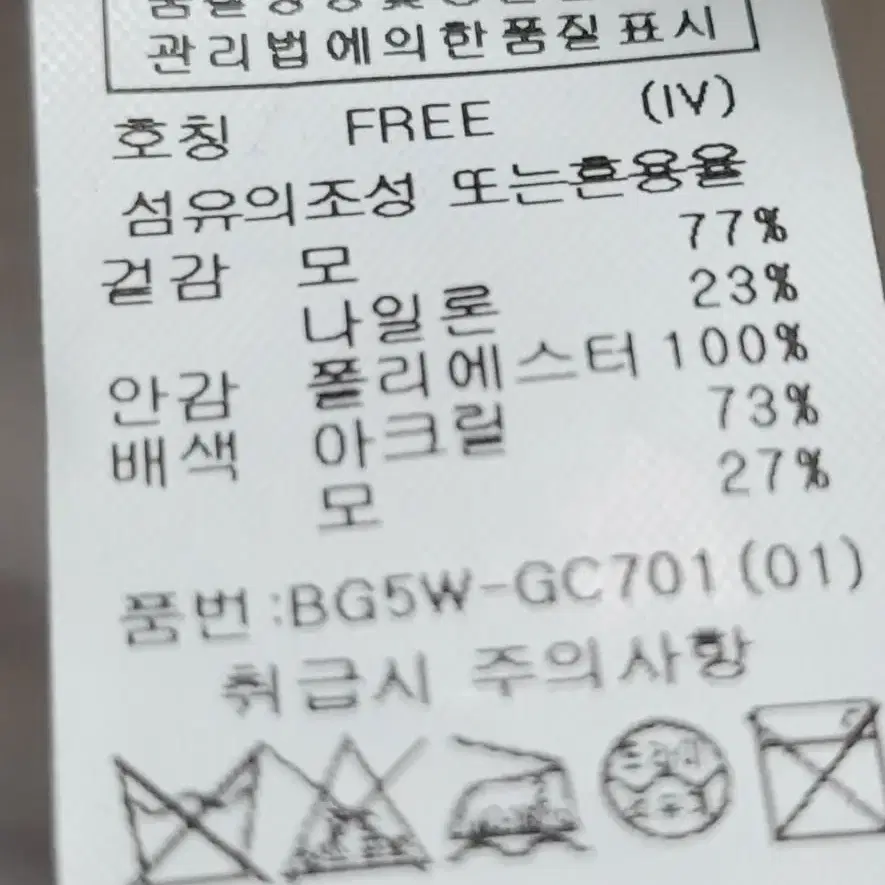 관리법에의한품질표시
호칭 FREE (IV)
섬유의조성 또는혼용율
겉감 모 77%
나일론 23%
안감 폴리에스터 100%
배색 아크릴 73%
모 27%
품번:BG5W-GC701(01)
취급시 주의사항
드라이